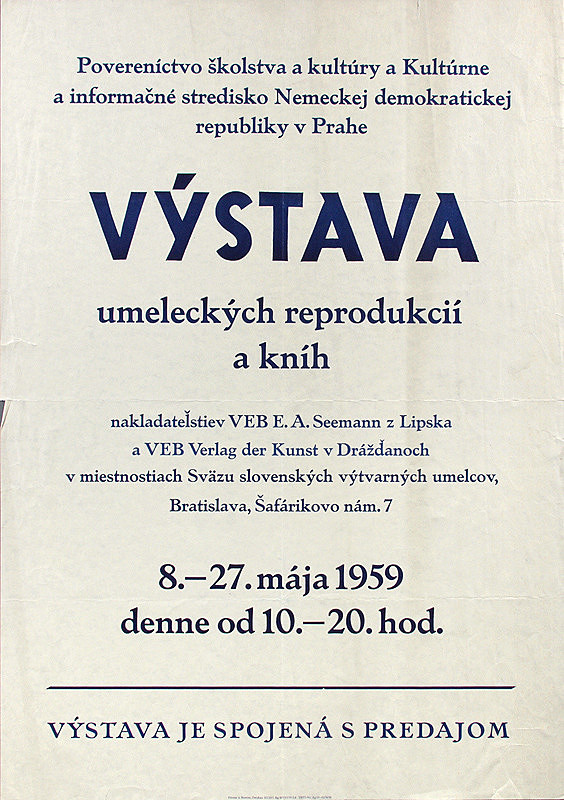 Povereníctvo školstva a kultúry a Kultúrne
a informačné stredisko Nemeckej demokratickej
republiky v Prahe
VÝSTAVA
umeleckých reprodukcií
a kníh
nakladateľstiev VEB E. A. Seemann z Lipska
a VEB Verlag der Kunst v Drážďanoch
v miestnostiach Sväzu slovenských výtvarných umelcov,
Bratislava, Šafárikovo nám. 7
8.—27. mája 1959
denne od 10.—20. hod.
VÝSTAVA JE SPOJENÁ S PREDAJOM